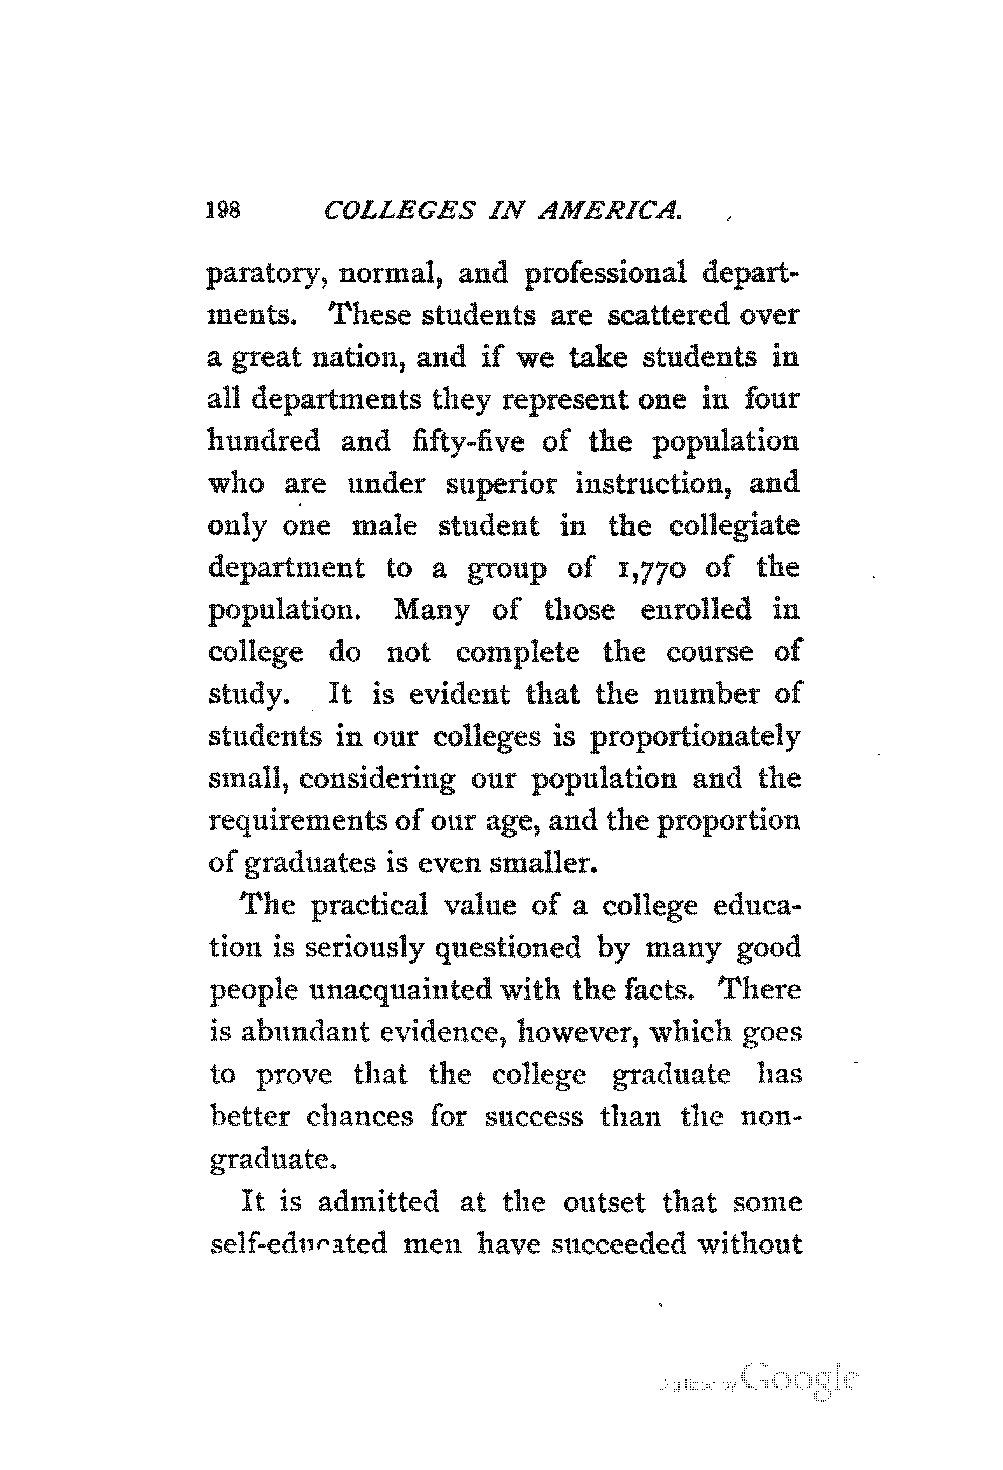 198 COLLEGES IN AMERICA.
paratory, normal, and professional depart-
ments. These students are scattered over
a great nation, and if we take students in
all departments they represent one in four
hundred and fifty-five of the population
who are under superior instruction, and
only one male student in the collegiate
department to a group of 1,770 of the
population. Many of those enrolled in
college do not complete the course of
study. It is evident that the number of
students in our colleges is proportionately
small, considering our population and the
requirements of our age, and the proportion
of graduates is even smaller.
The practical value of a college educa-
tion is seriously questioned by many good
people unacquainted with the facts. There
is abundant evidence, however, which goes
to prove that the college graduate has
better chances for success than the non-
graduate.
It is admitted at the outset that some
self-educated men have succeeded without
Digitized by Google